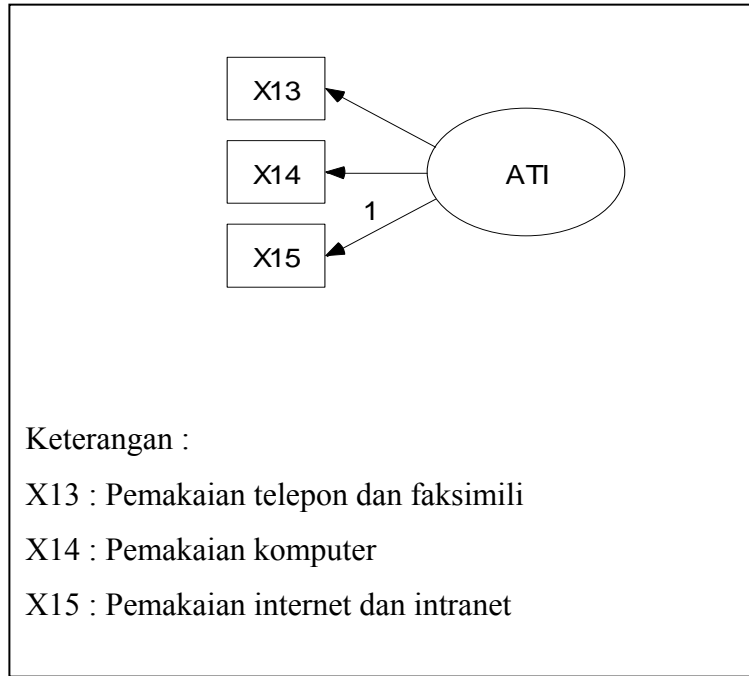 X13
X14
ATI
1
X15
Keterangan :
X13 : Pemakaian telepon dan faksimili
X14 : Pemakaian komputer
X15 : Pemakaian internet dan intranet